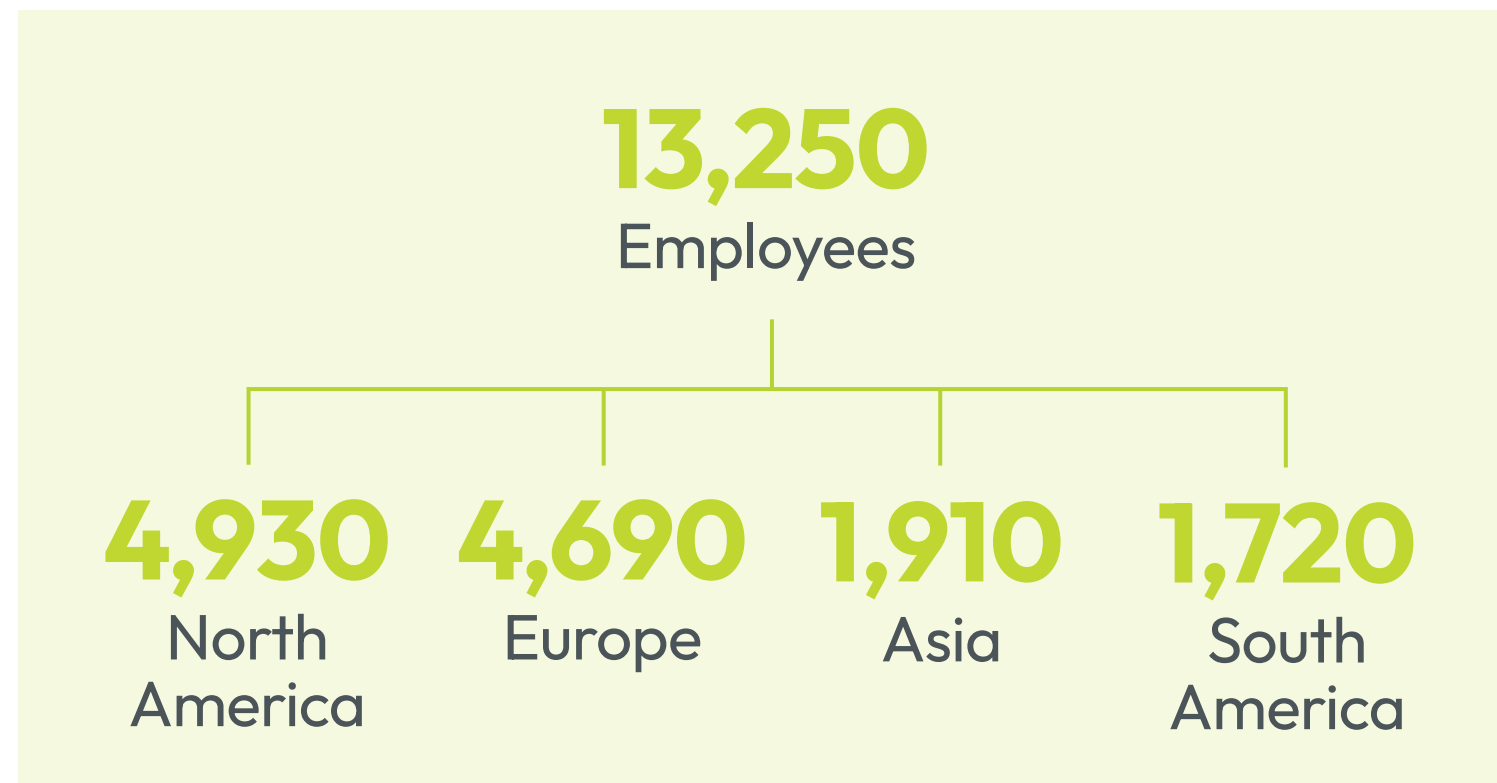 13,250
Employees
4,930
North
America
4,690
Europe
1,910
Asia
1,720
South
America